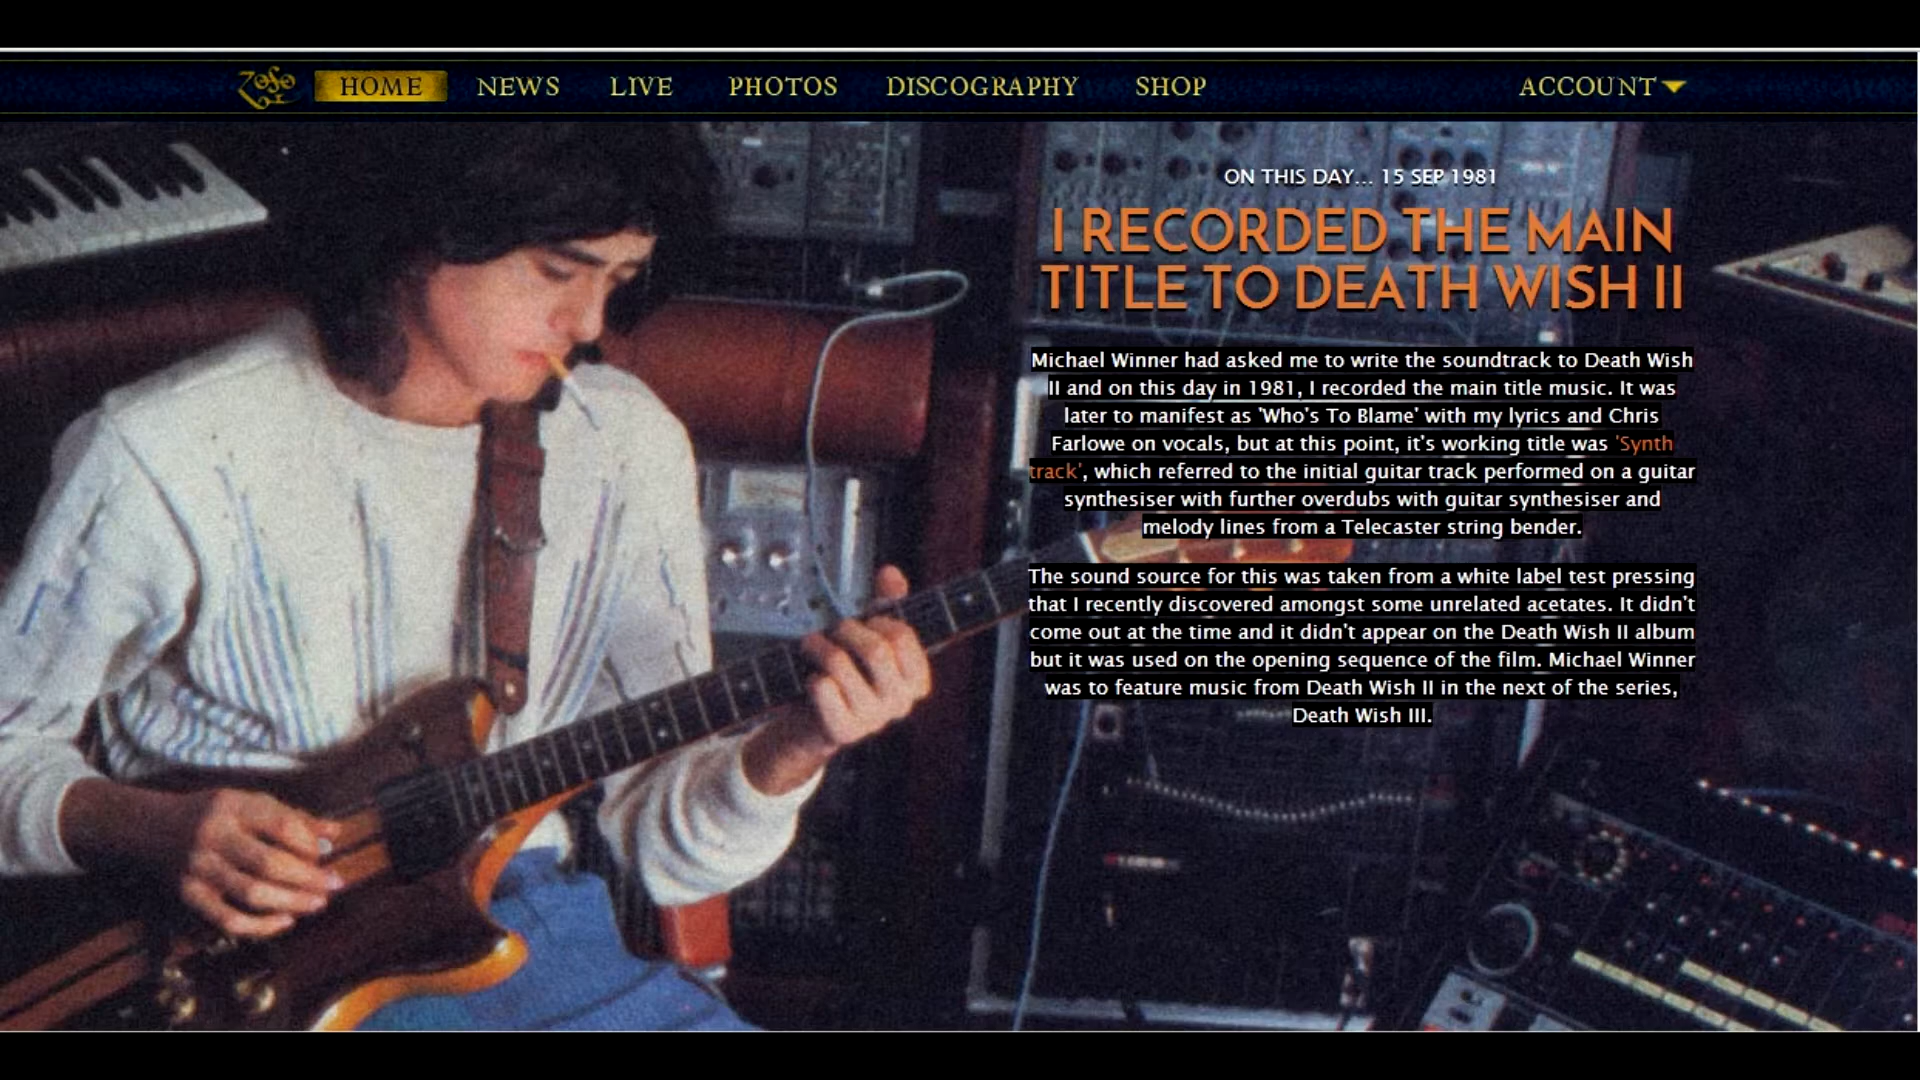 Zoso
HOME NEWS LIVE PHOTOS DISCOGRAPHY SHOP ACCOUNT
ON THIS DAY... 15 SEP 1981
I RECORDED THE MAIN
TITLE TO DEATH WISH II
Michael Winner had asked me to write the soundtrack to Death Wish
II and on this day in 1981, I recorded the main title music. It was
later to manifest as 'Who's To Blame' with my lyrics and Chris
Farlowe on vocals, but at this point, it's working title was 'Synth
track', which referred to the initial guitar track performed on a guitar
synthesiser with further overdubs with guitar synthesiser and
melody lines from a Telecaster string bender.
The sound source for this was taken from a white label test pressing
that I recently discovered amongst some unrelated acetates. It didn't
come out at the time and it didn't appear on the Death Wish II album
but it was used on the opening sequence of the film. Michael Winner
was to feature music from Death Wish II in the next of the series,
Death Wish III.